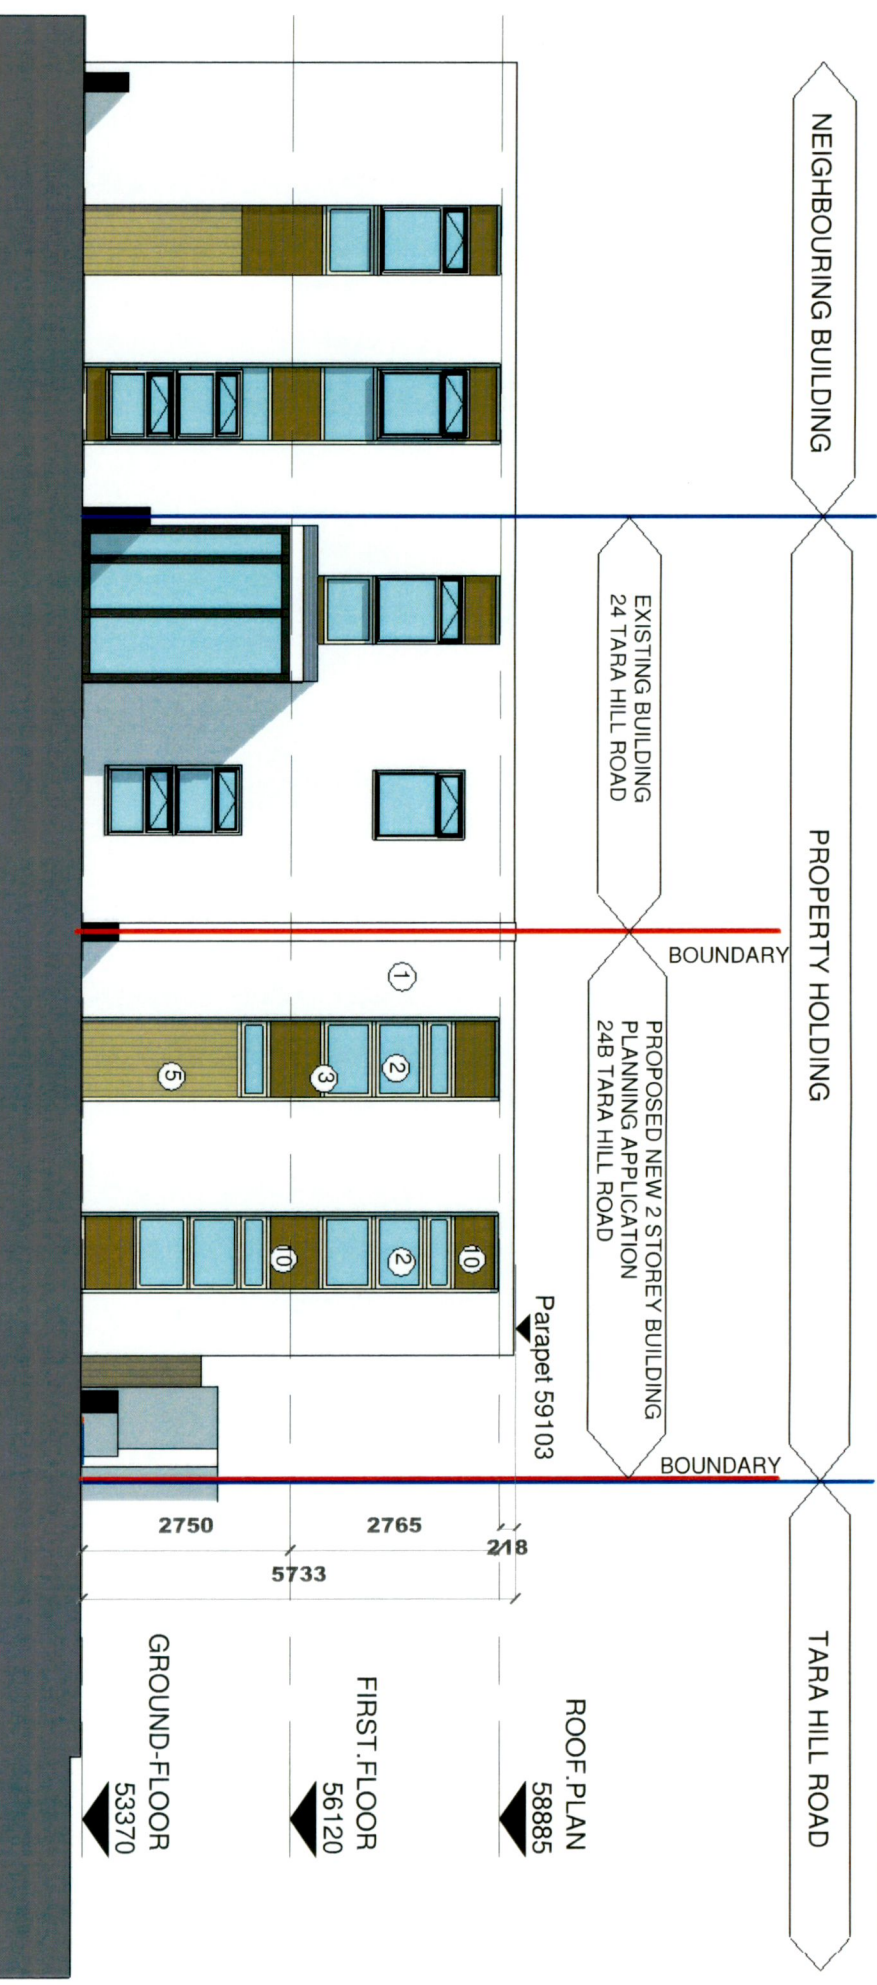 NEIGHBOURING BUILDING
PROPERTY HOLDING
TARA HILL ROAD
EXISTING BUILDING
24 TARA HILL ROAD
BOUNDARY
PROPOSED NEW 2 STOREY BUILDING
PLANNING APPLICATION
24B TARA HILL ROAD
BOUNDARY
Parapet 59103
ROOF.PLAN
58885
FIRST.FLOOR
56120
GROUND-FLOOR
53370
218
2765
2750
5733
1
2
3
5
10
2
10